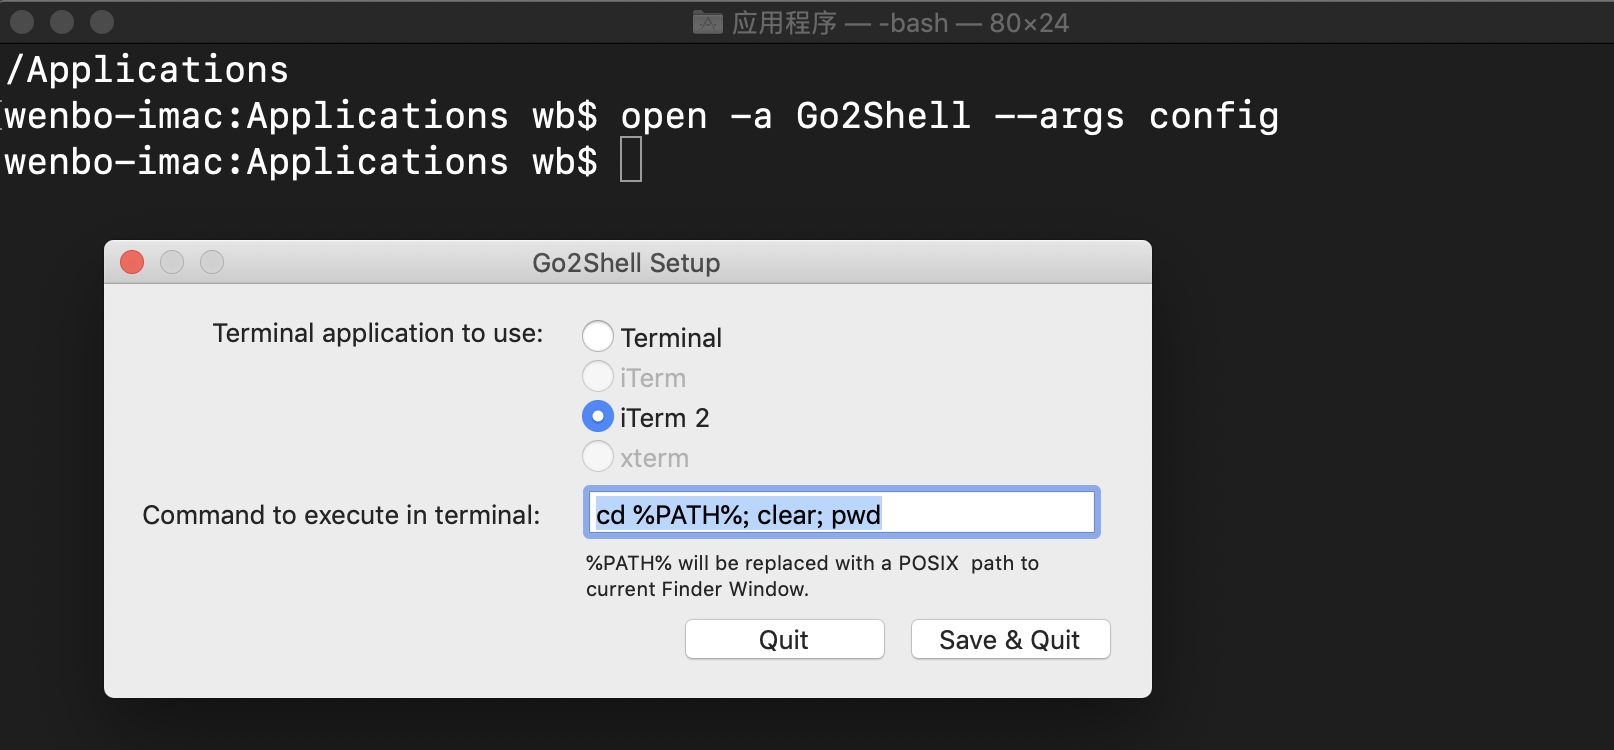 应用程序 — -bash — 80×24
/Applications
[wenbo-imac:Applications wb$ open -a Go2Shell --args config
wenbo-imac:Applications wb$
Go2Shell Setup
Terminal application to use:
Terminal
iTerm
iTerm 2
xterm
Command to execute in terminal:
cd %PATH%; clear; pwd
%PATH% will be replaced with a POSIX  path to
current Finder Window.
Quit
Save & Quit